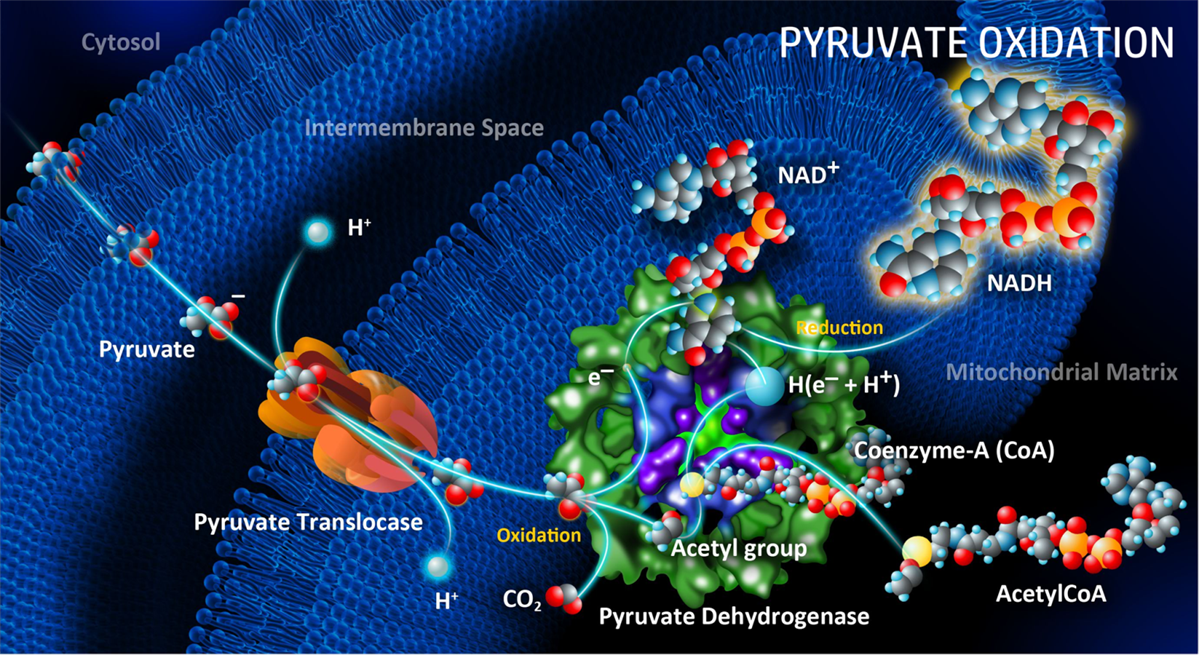 PYRUVATE OXIDATION
Cytosol
Intermembrane Space
NAD+
H+
NADH
–
Pyruvate
Reduction
e–
H(e– + H+)
Mitochondrial Matrix
Coenzyme-A (CoA)
Pyruvate Translocase
Oxidation
Acetyl group
H+
CO₂
AcetylCoA
Pyruvate Dehydrogenase